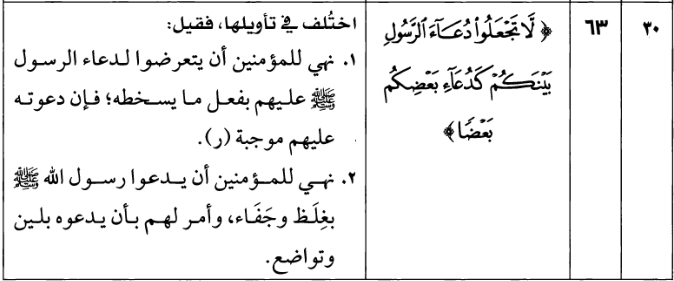 ٣٠
٦٣
﴿ لَّا تَجْعَلُوا۟ دُعَآءَ ٱلرَّسُولِ
بَيْنَكُمْ كَدُعَآءِ بَعْضِكُم
بَعْضًا﴾
اختُلف في تأويلها، فقيل:
١. نهي للمؤمنين أن يتعرضوا لدعاء الرسول
ﷺ عليهم بفعل ما يسخطه؛ فإن دعوته
عليهم موجبة (ر).
٢. نهي للمؤمنين أن يدعوا رسول الله ﷺ
بغِلَظ وجَفَاء، وأمر لهم بأن يدعوه بلين
وتواضع.